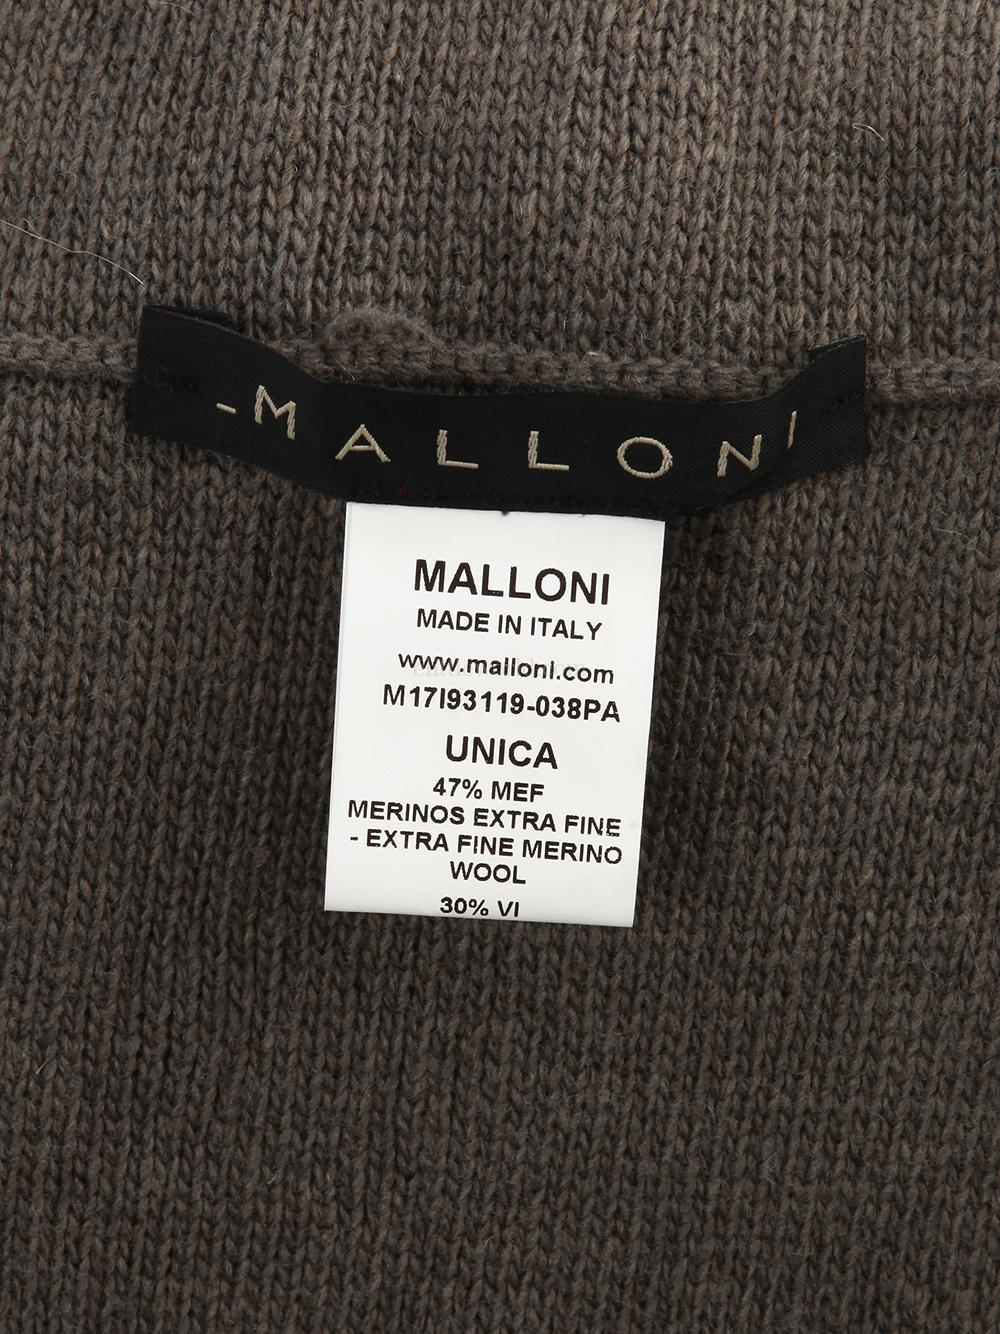 -MALLONI
MALLONI
MADE IN ITALY
www.malloni.com
M17I93119-038PA
UNICA
47% MEF
MERINOS EXTRA FINE
- EXTRA FINE MERINO
WOOL
30% VI